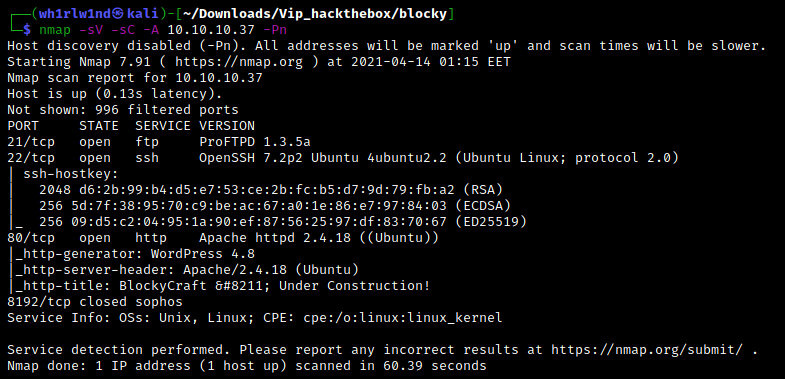 ┌──(wh1rlw1nd㉿kali)-[~/Downloads/Vip_hackthebox/blocky]
└─$ nmap -sV -sC -A 10.10.10.37 -Pn
Host discovery disabled (-Pn). All addresses will be marked 'up' and scan times will be slower.
Starting Nmap 7.91 ( https://nmap.org ) at 2021-04-14 01:15 EET
Nmap scan report for 10.10.10.37
Host is up (0.13s latency).
Not shown: 996 filtered ports
PORT     STATE  SERVICE VERSION
21/tcp   open   ftp     ProFTPD 1.3.5a
22/tcp   open   ssh     OpenSSH 7.2p2 Ubuntu 4ubuntu2.2 (Ubuntu Linux; protocol 2.0)
| ssh-hostkey:
|   2048 d6:2b:99:b4:d5:e7:53:ce:2b:fc:b5:d7:9d:79:fb:a2 (RSA)
|   256 5d:7f:38:95:70:c9:be:ac:67:a0:1e:86:e7:97:84:03 (ECDSA)
|_  256 09:d5:c2:04:95:1a:90:ef:87:56:25:97:df:83:70:67 (ED25519)
80/tcp   open   http    Apache httpd 2.4.18 ((Ubuntu))
|_http-generator: WordPress 4.8
|_http-server-header: Apache/2.4.18 (Ubuntu)
|_http-title: BlockyCraft &#8211; Under Construction!
8192/tcp closed sophos
Service Info: OSs: Unix, Linux; CPE: cpe:/o:linux:linux_kernel

Service detection performed. Please report any incorrect results at https://nmap.org/submit/ .
Nmap done: 1 IP address (1 host up) scanned in 60.39 seconds